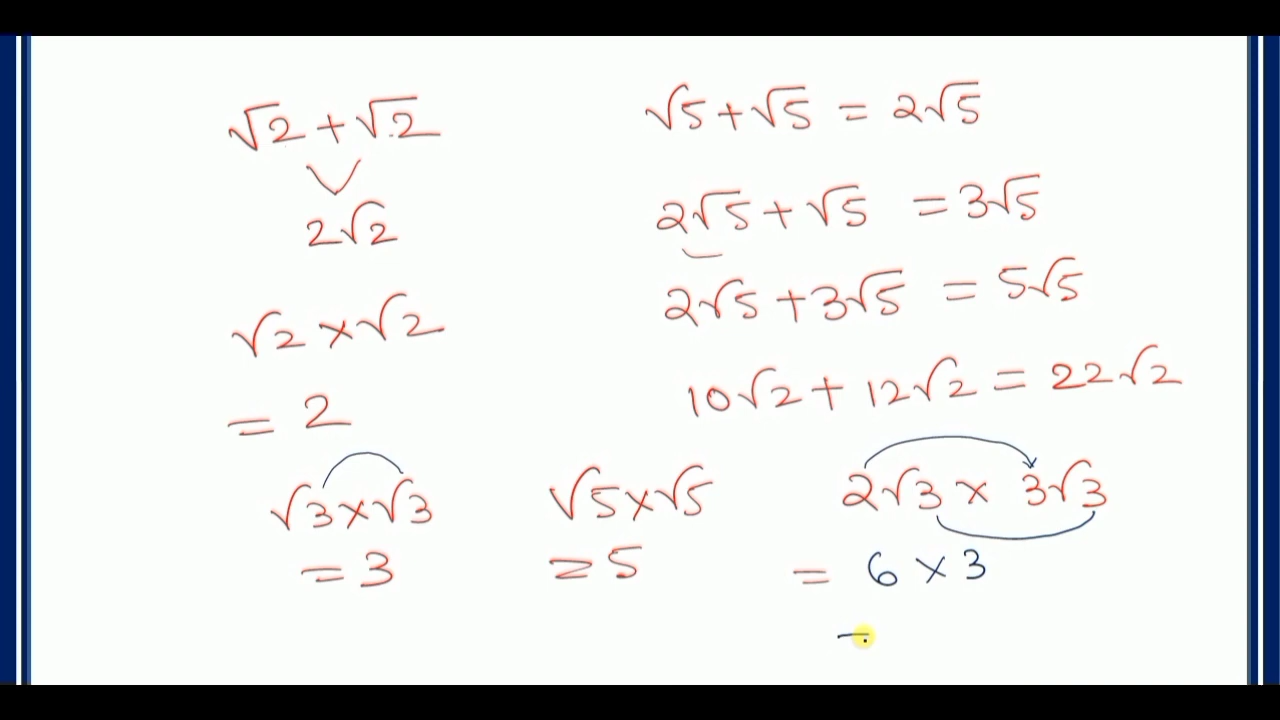 √2 + √2
2√2
√2 × √2
= 2
√5 + √5 = 2√5
2√5 + √5 = 3√5
2√5 + 3√5 = 5√5
10√2 + 12√2 = 22√2
√3 × √3
= 3
√5 × √5
= 5
2√3 × 3√3
= 6 × 3